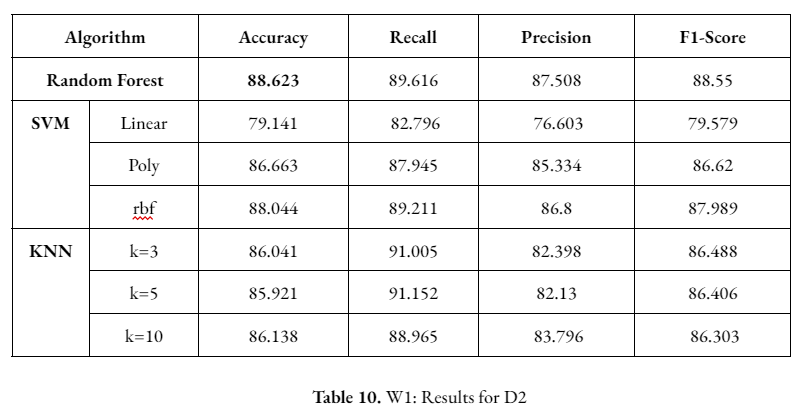 Algorithm Accuracy Recall Precision F1-Score
Random Forest 88.623 89.616 87.508 88.55
SVM Linear 79.141 82.796 76.603 79.579
Poly 86.663 87.945 85.334 86.62
rbf 88.044 89.211 86.8 87.989
KNN k=3 86.041 91.005 82.398 86.488
k=5 85.921 91.152 82.13 86.406
k=10 86.138 88.965 83.796 86.303
Table 10. W1: Results for D2